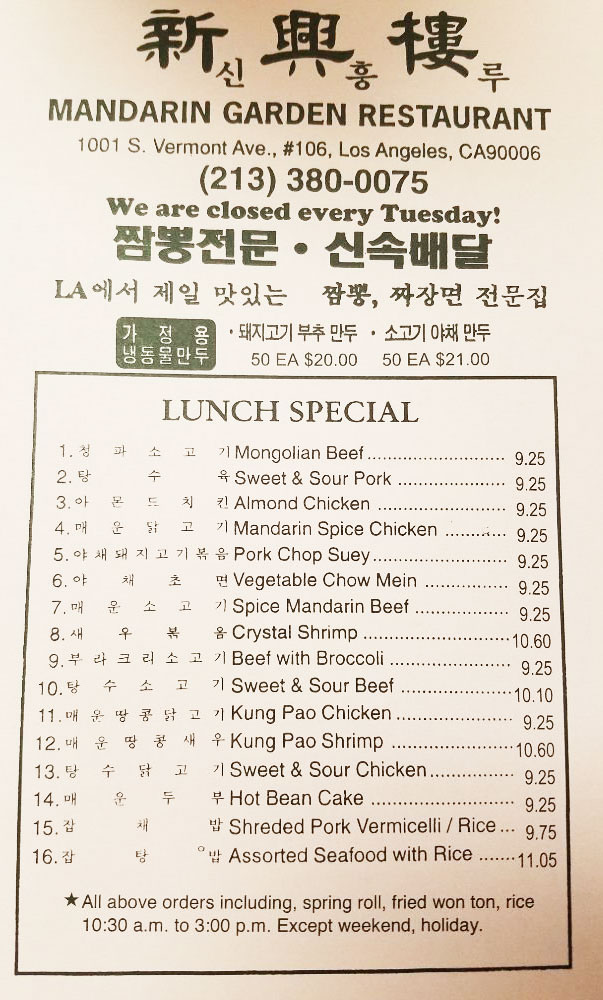 新신 興흥 樓루
MANDARIN GARDEN RESTAURANT
1001 S. Vermont Ave., #106, Los Angeles, CA90006
(213) 380-0075
We are closed every Tuesday!
짬뽕전문 • 신속배달
LA에서 제일 맛있는 짬뽕, 짜장면 전문집
가정용 냉동물만두
• 돼지고기 부추 만두 • 소고기 야채 만두
50 EA $20.00 50 EA $21.00
LUNCH SPECIAL
1. 청파소고기 Mongolian Beef 9.25
2. 탕수육 Sweet & Sour Pork 9.25
3. 아몬드치킨 Almond Chicken 9.25
4. 매운닭고기 Mandarin Spice Chicken 9.25
5. 야채돼지고기볶음 Pork Chop Suey 9.25
6. 야채초면 Vegetable Chow Mein 9.25
7. 매운소고기 Spice Mandarin Beef 9.25
8. 새우볶음 Crystal Shrimp 10.60
9. 부라크리소고기 Beef with Broccoli 9.25
10. 탕수소고기 Sweet & Sour Beef 10.10
11. 매운땅콩닭고기 Kung Pao Chicken 9.25
12. 매운땅콩새우 Kung Pao Shrimp 10.60
13. 탕수닭고기 Sweet & Sour Chicken 9.25
14. 매운두부 Hot Bean Cake 9.25
15. 잡채밥 Shreded Pork Vermicelli / Rice 9.75
16. 잡탕밥 Assorted Seafood with Rice 11.05
★All above orders including, spring roll, fried won ton, rice
10:30 a.m. to 3:00 p.m. Except weekend, holiday.